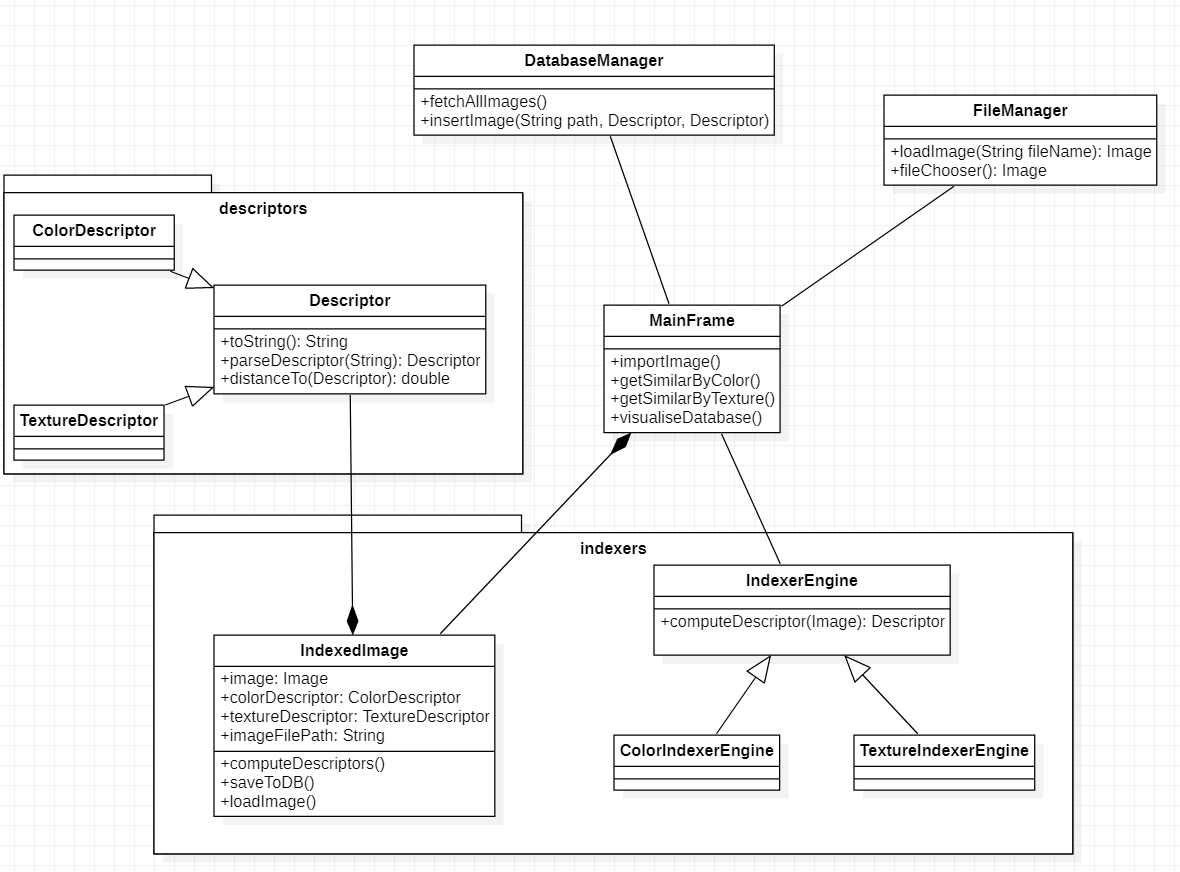 DatabaseManager
+fetchAllImages()
+insertImage(String path, Descriptor, Descriptor)
FileManager
+loadImage(String fileName): Image
+fileChooser(): Image
descriptors
ColorDescriptor
Descriptor
+toString(): String
+parseDescriptor(String): Descriptor
+distanceTo(Descriptor): double
TextureDescriptor
MainFrame
+importImage()
+getSimilarByColor()
+getSimilarByTexture()
+visualiseDatabase()
indexers
IndexerEngine
+computeDescriptor(Image): Descriptor
IndexedImage
+image: Image
+colorDescriptor: ColorDescriptor
+textureDescriptor: TextureDescriptor
+imageFilePath: String
+computeDescriptors()
+saveToDB()
+loadImage()
ColorIndexerEngine
TextureIndexerEngine